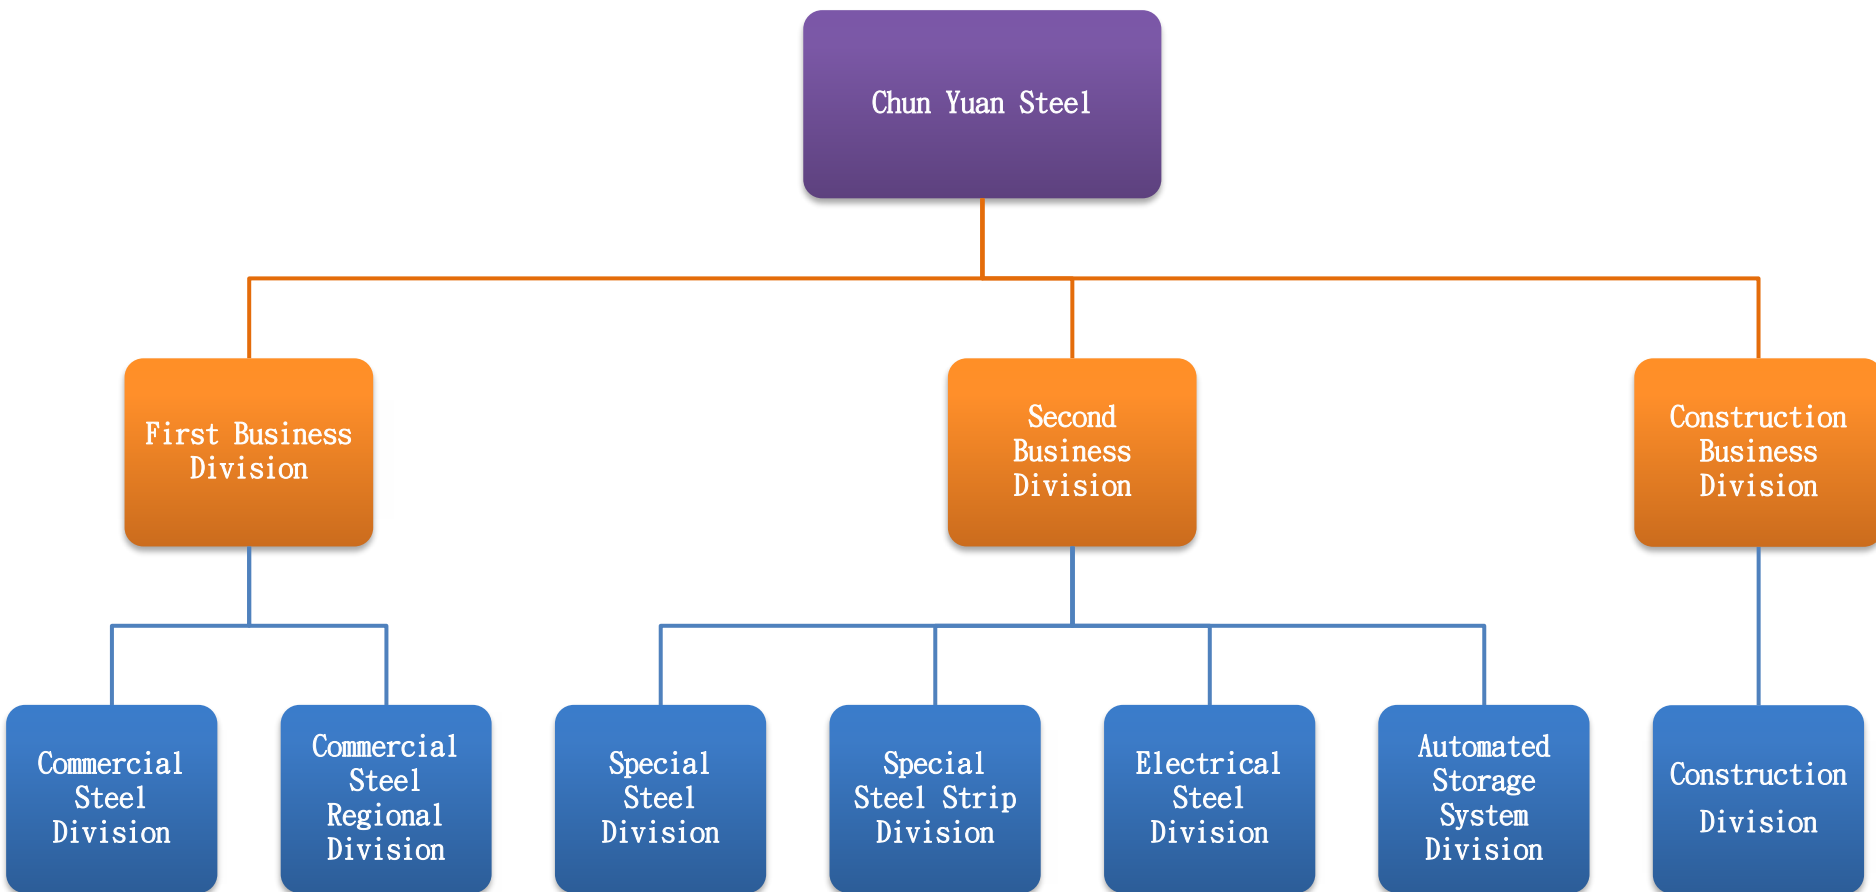 Chun Yuan Steel
First Business
Division
Second
Business
Division
Construction
Business
Division
Commercial
Steel
Division
Commercial
Steel
Regional
Division
Special
Steel
Division
Special
Steel Strip
Division
Electrical
Steel
Division
Automated
Storage
System
Division
Construction
Division